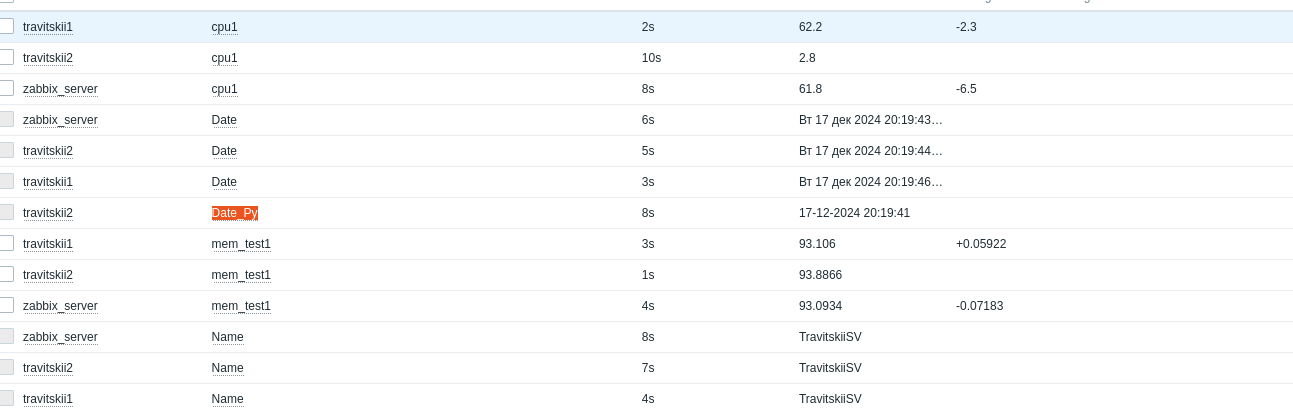 travitskii1 cpu1 2s 62.2 -2.3
travitskii2 cpu1 10s 2.8
zabbix_server cpu1 8s 61.8 -6.5
zabbix_server Date 6s Вт 17 дек 2024 20:19:43…
travitskii2 Date 5s Вт 17 дек 2024 20:19:44…
travitskii1 Date 3s Вт 17 дек 2024 20:19:46…
travitskii2 Date_Py 8s 17-12-2024 20:19:41
travitskii1 mem_test1 3s 93.106 +0.05922
travitskii2 mem_test1 1s 93.8866
zabbix_server mem_test1 4s 93.0934 -0.07183
zabbix_server Name 8s TravitskiiSV
travitskii2 Name 7s TravitskiiSV
travitskii1 Name 4s TravitskiiSV